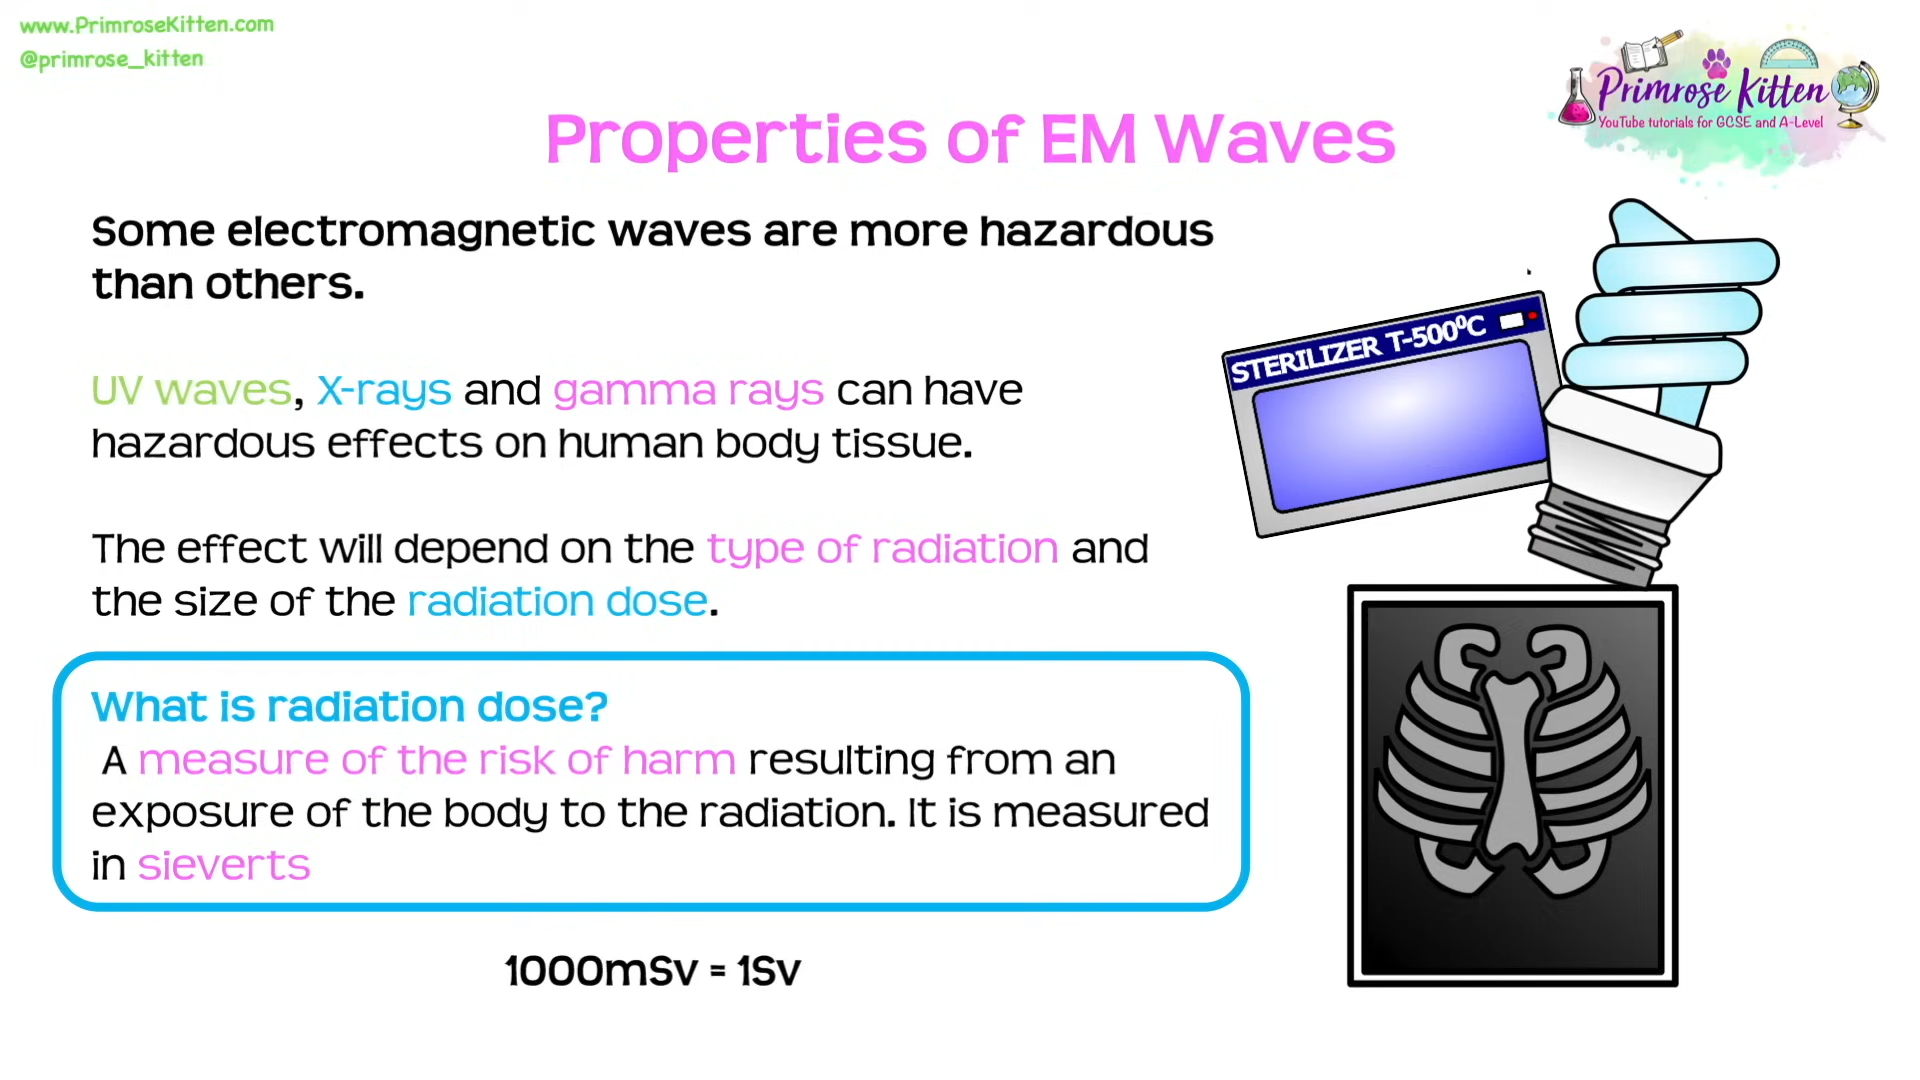 www.PrimroseKitten.com
@primrose_kitten
Primrose Kitten
YouTube tutorials for GCSE and A-Level
Properties of EM Waves
Some electromagnetic waves are more hazardous
than others.
UV waves, X-rays and gamma rays can have
hazardous effects on human body tissue.
STERILIZER T-500⁰C
The effect will depend on the type of radiation and
the size of the radiation dose.
What is radiation dose?
A measure of the risk of harm resulting from an
exposure of the body to the radiation. It is measured
in sieverts
1000mSv = 1Sv